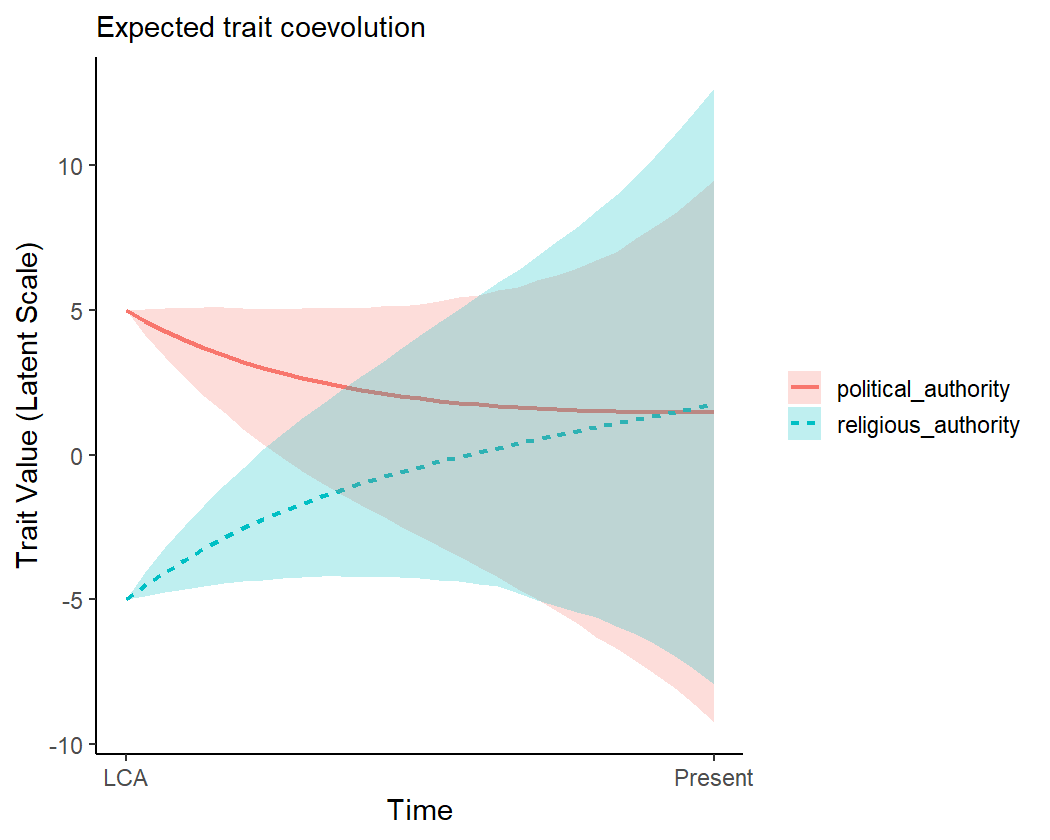 Expected trait coevolution
Trait Value (Latent Scale)
10
5
0
-5
-10
LCA
Present
Time
political_authority
religious_authority